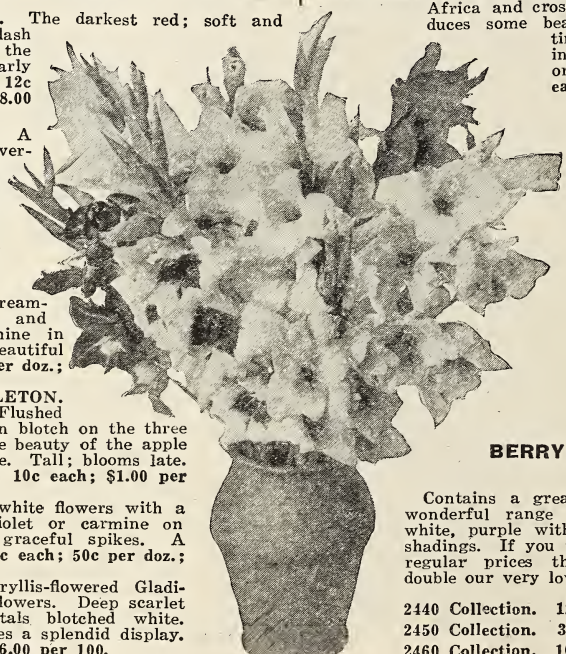 . The darkest red; soft and
lash
the
arly
12c
8.00
A
ver-
ream-
and
nine in
eautiful
er doz.;
LETON.
Flushed
n blotch on the three
e beauty of the apple
e. Tall; blooms late.
10c each; $1.00 per
white flowers with a
iolet or carmine on
graceful spikes. A
c each; 50c per doz.;
ryllis-flowered Gladi-
lowers. Deep scarlet
tals blotched white.
es a splendid display.
6.00 per 100.
Africa and cros
duces some bea
tin
in
or
ea
BERRY
Contains a grea
wonderful range
white, purple with
shadings. If you
regular prices th
double our very lo
2440 Collection. 1
2450 Collection. 3
2460 Collection. 10